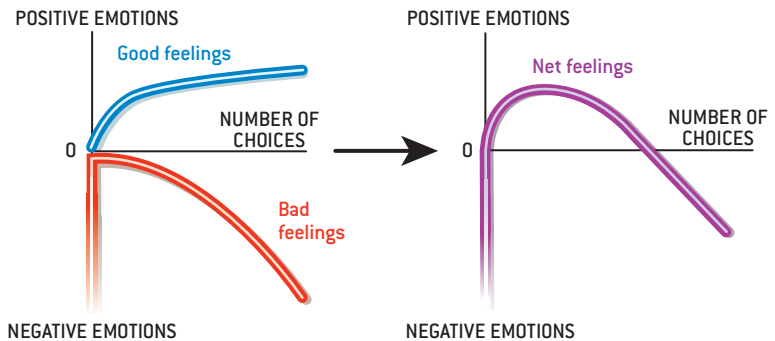 POSITIVE EMOTIONS
Good feelings
NUMBER OF
CHOICES
0
Bad
feelings
NEGATIVE EMOTIONS
POSITIVE EMOTIONS
Net feelings
NUMBER OF
CHOICES
0
NEGATIVE EMOTIONS